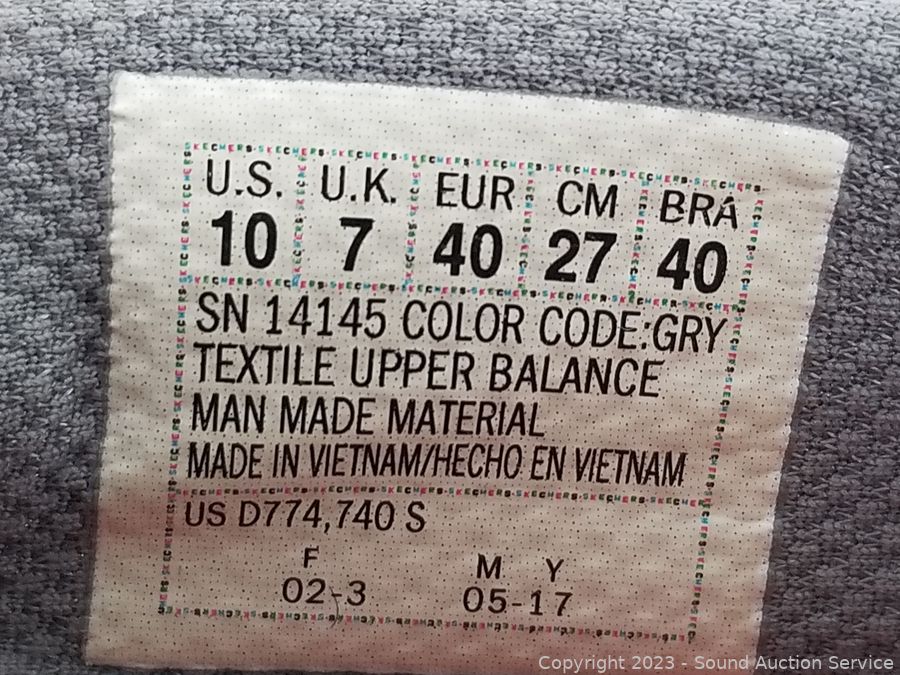 U.S. U.K. EUR CM BRA
10 7 40 27 40
SN 14145 COLOR CODE:GRY
TEXTILE UPPER BALANCE
MAN MADE MATERIAL
MADE IN VIETNAM/HECHO EN VIETNAM
US D774,740 S
F M Y
02-3 05-17
Copyright 2023 - Sound Auction Service